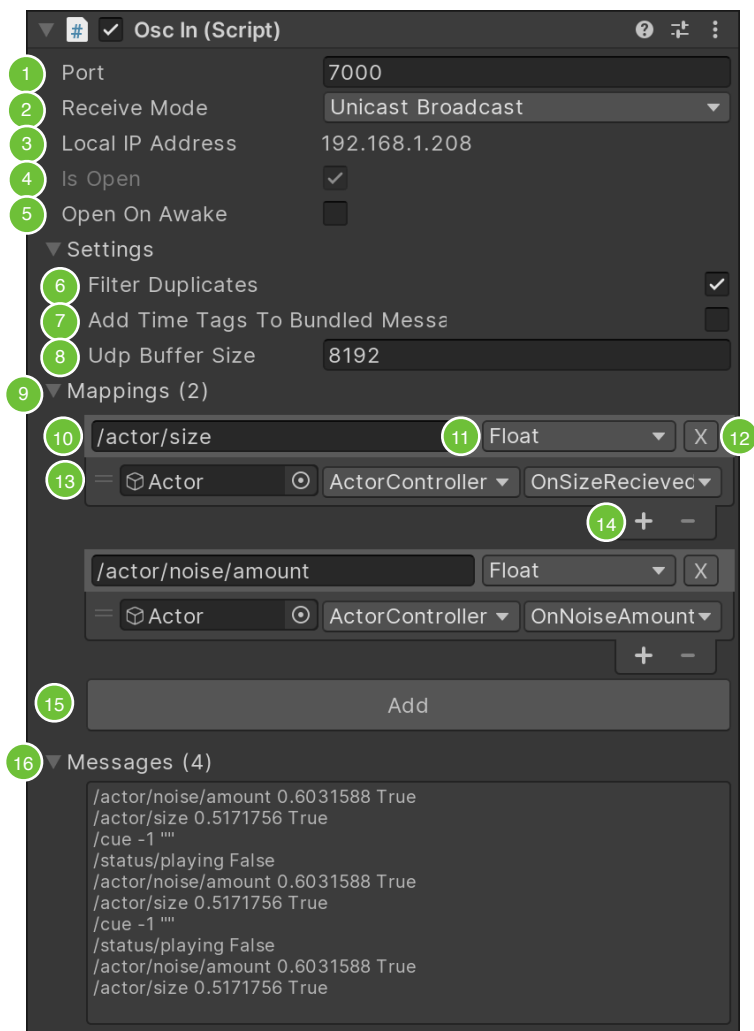 # Osc In (Script)
1 Port 7000
2 Receive Mode Unicast Broadcast
3 Local IP Address 192.168.1.208
4 Is Open
5 Open On Awake
Settings
6 Filter Duplicates
7 Add Time Tags To Bundled Messa
8 Udp Buffer Size 8192
9 Mappings (2)
10 /actor/size 11 Float X 12
13 Actor ActorController OnSizeRecieved
14 + −
/actor/noise/amount Float X
Actor ActorController OnNoiseAmount
+ −
15 Add
16 Messages (4)
/actor/noise/amount 0.6031588 True
/actor/size 0.5171756 True
/cue -1 ""
/status/playing False
/actor/noise/amount 0.6031588 True
/actor/size 0.5171756 True
/cue -1 ""
/status/playing False
/actor/noise/amount 0.6031588 True
/actor/size 0.5171756 True